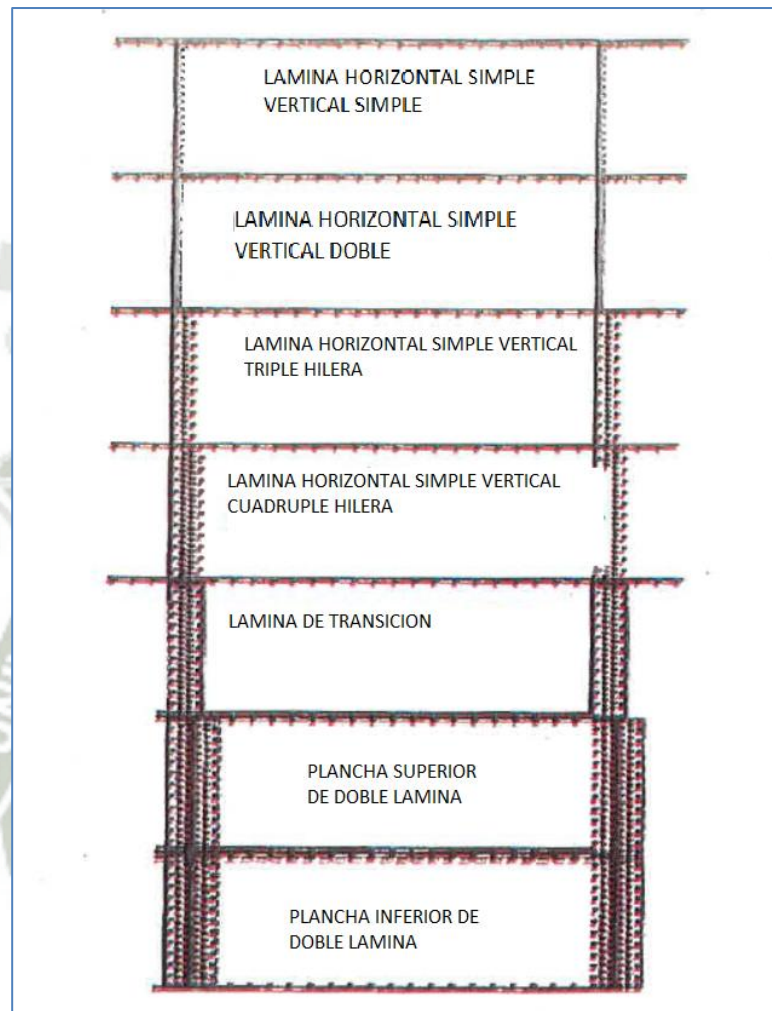 LAMINA HORIZONTAL SIMPLE
VERTICAL SIMPLE
LAMINA HORIZONTAL SIMPLE
VERTICAL DOBLE
LAMINA HORIZONTAL SIMPLE VERTICAL
TRIPLE HILERA
LAMINA HORIZONTAL SIMPLE VERTICAL
CUADRUPLE HILERA
LAMINA DE TRANSICION
PLANCHA SUPERIOR
DE DOBLE LAMINA
PLANCHA INFERIOR DE
DOBLE LAMINA